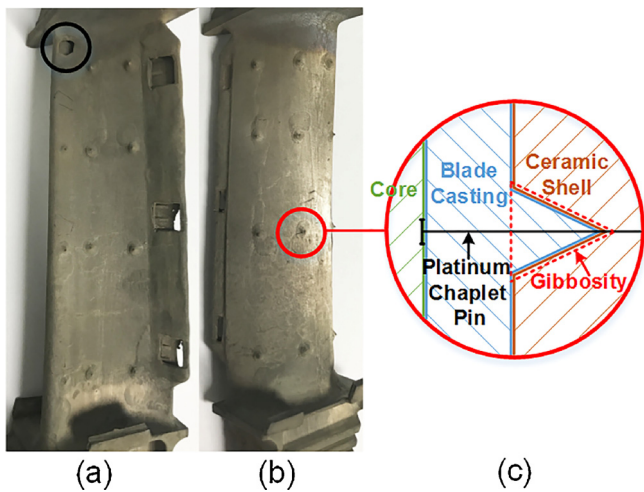 Core
Blade
Casting
Ceramic
Shell
Platinum
Chaplet
Pin
Gibbosity
(a)
(b)
(c)